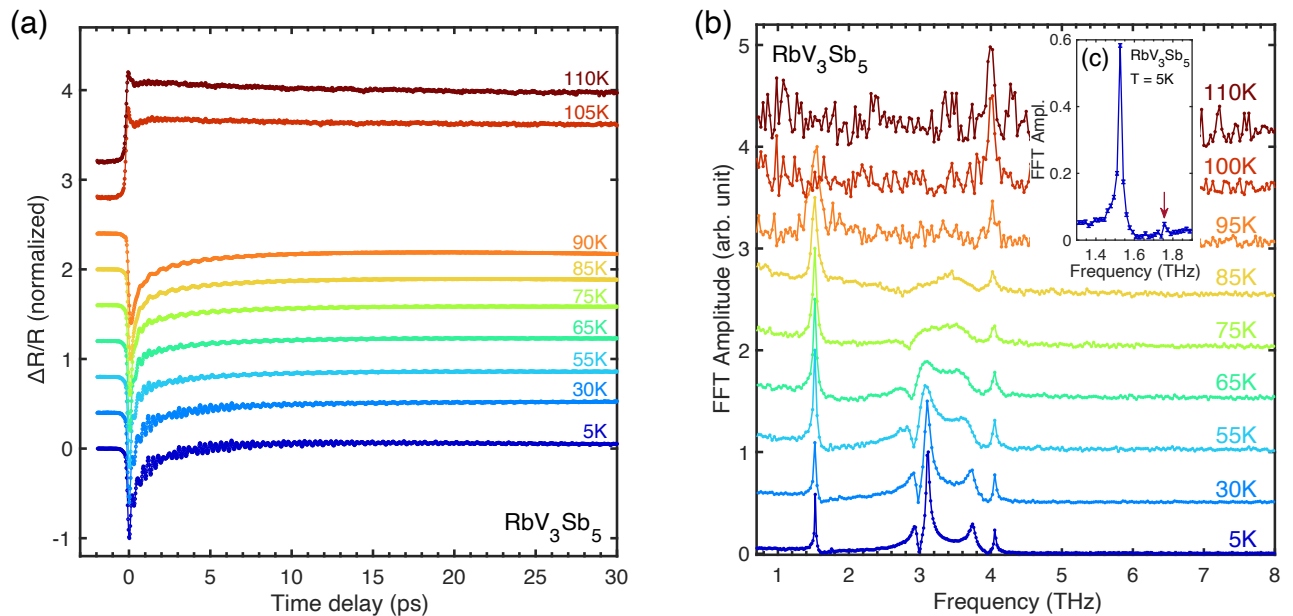 (a)
ΔR/R (normalized)
4
3
2
1
0
-1
110K
105K
90K
85K
75K
65K
55K
30K
5K
RbV3Sb5
0 5 10 15 20 25 30
Time delay (ps)
(b)
FFT Amplitude (arb. unit)
5
4
3
2
1
0
RbV3Sb5
110K
100K
95K
85K
75K
65K
55K
30K
5K
1 2 3 4 5 6 7 8
Frequency (THz)
(c)
RbV3Sb5
T = 5K
FFT Ampl.
0.6
0.4
0.2
0
1.4 1.6 1.8
Frequency (THz)